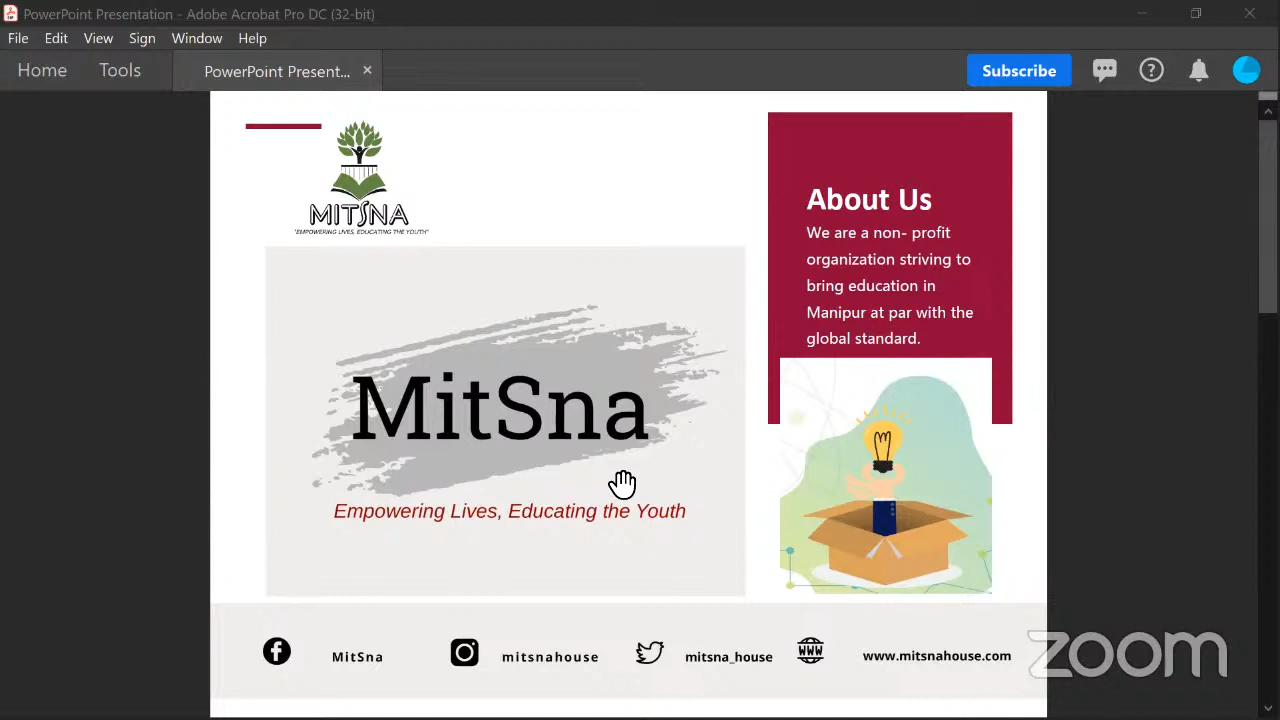 PowerPoint Presentation - Adobe Acrobat Pro DC (32-bit)
File Edit View Sign Window Help
Home Tools PowerPoint Present... × Subscribe
MITSNA
"EMPOWERING LIVES, EDUCATING THE YOUTH"
About Us
We are a non- profit
organization striving to
bring education in
Manipur at par with the
global standard.
MitSna
Empowering Lives, Educating the Youth
MitSna mitsnahouse mitsna_house WWW www.mitsnahouse.com
zoom